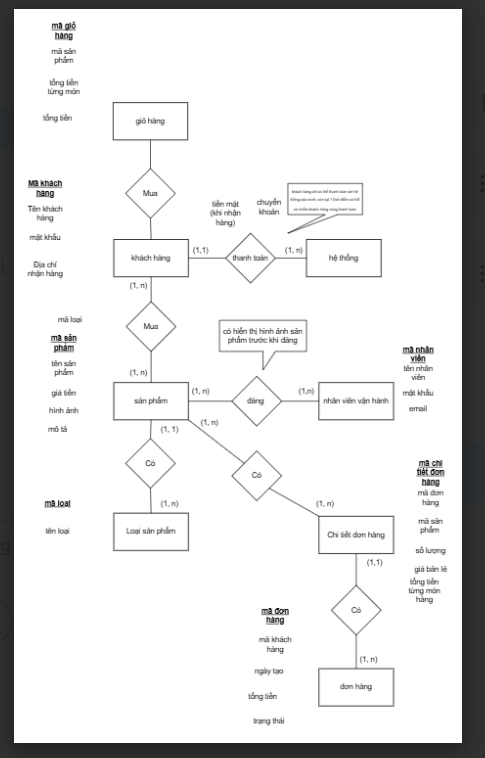 mã giỏ
hàng
mã sản
phẩm
tổng tiền
từng món
tổng tiền
giỏ hàng
Mua
Mã khách
hàng
Tên khách
hàng
mật khẩu
Địa chỉ
nhận hàng
khách hàng
(1,1)
tiền mặt
(khi nhận
hàng)
chuyển
khoản
thanh toán
(1, n)
hệ thống
(1, n)
Mua
(1, n)
mã loại
mã sản
phẩm
tên sản
phẩm
giá tiền
hình ảnh
mô tả
sản phẩm
có hiển thị hình ảnh sản
phẩm trước khi đăng
(1, n)
đăng
(1,n)
nhân viên vận hành
mã nhân
viên
tên nhân
viên
mật khẩu
email
(1, 1)
(1, n)
Có
Có
(1, n)
(1, n)
mã loại
tên loại
Loại sản phẩm
Chi tiết đơn hàng
mã chi
tiết đơn
hàng
mã đơn
hàng
mã sản
phẩm
số lượng
giá bán lẻ
tổng tiền
từng món
hàng
(1,1)
Có
(1, n)
đơn hàng
mã đơn
hàng
mã khách
hàng
ngày tạo
tổng tiền
trạng thái